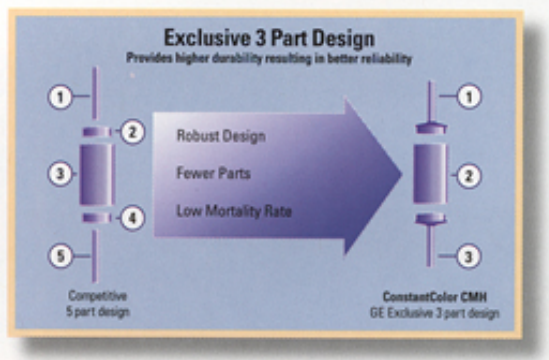 Exclusive 3 Part Design
Provides higher durability resulting in better reliability
1
2
3
4
5
Robust Design
Fewer Parts
Low Mortality Rate
1
2
3
Competitive
5 part design
ConstantColor CMH
GE Exclusive 3 part design